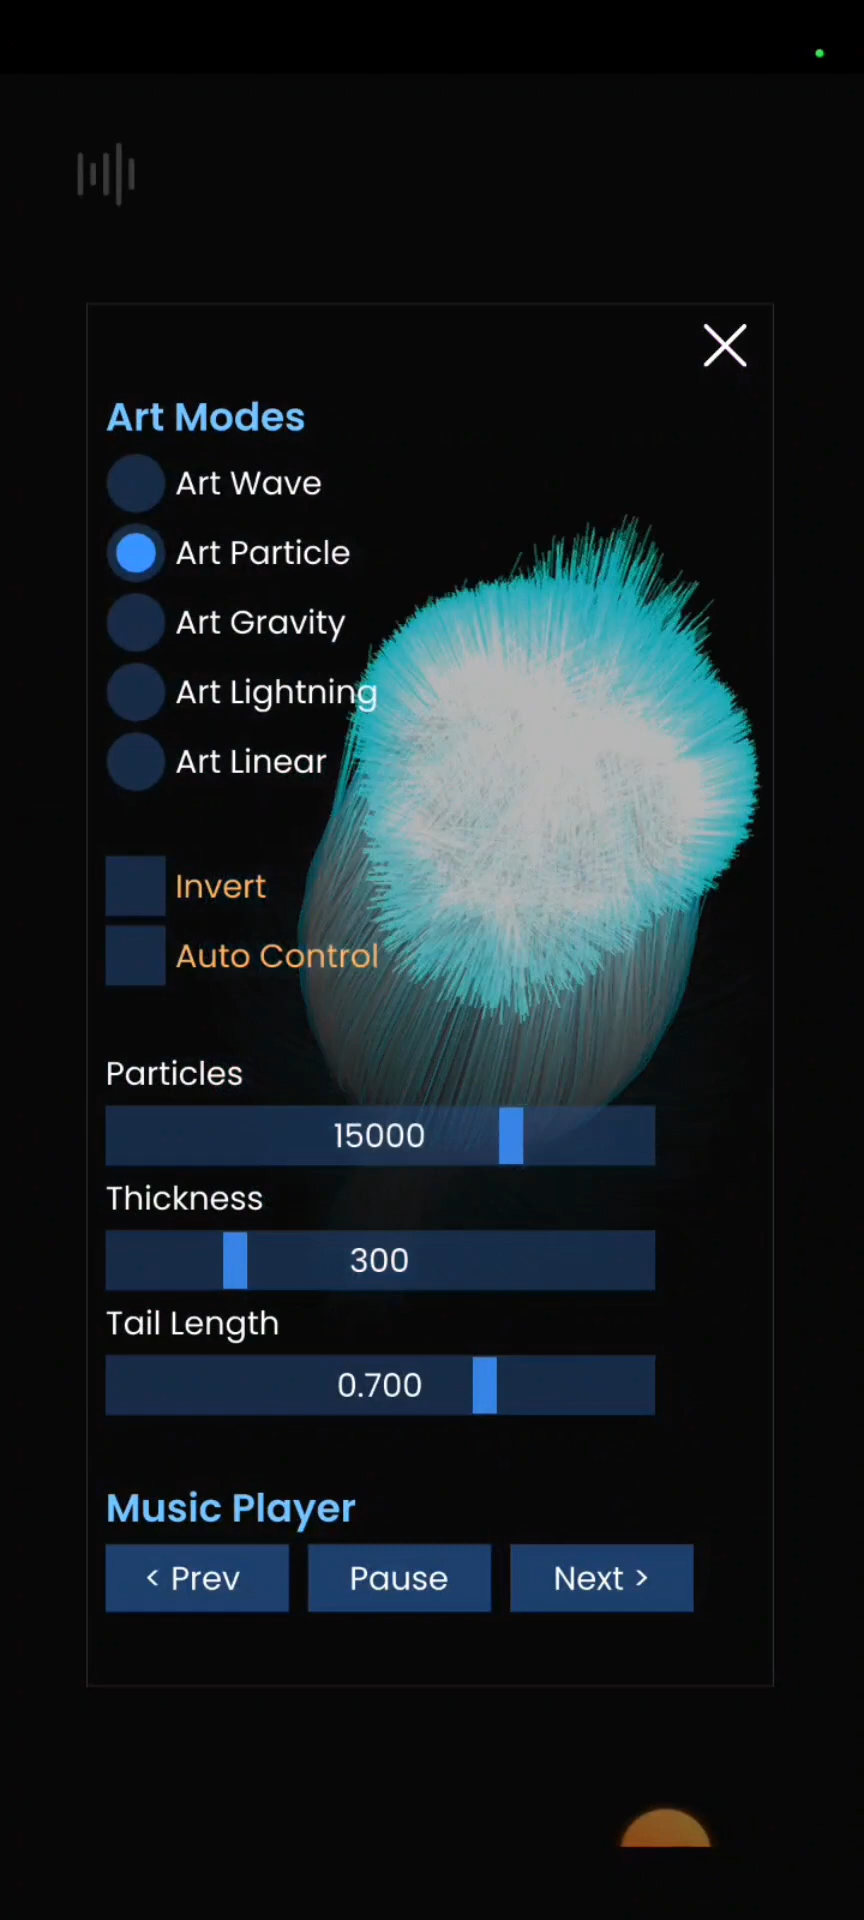 Art Modes
Art Wave
Art Particle
Art Gravity
Art Lightning
Art Linear
Invert
Auto Control
Particles
15000
Thickness
300
Tail Length
0.700
Music Player
< Prev
Pause
Next >